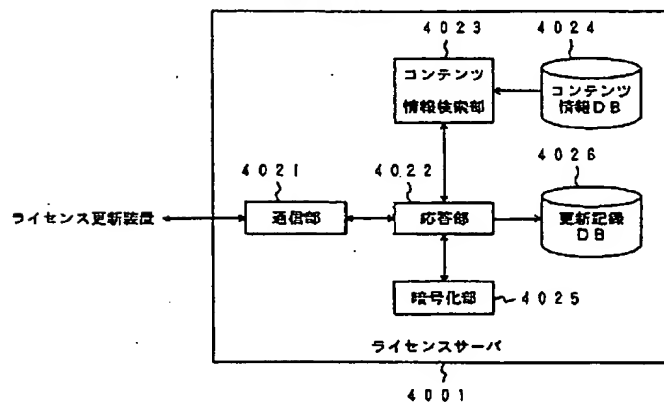 4023
4024
コンテンツ
情報検索部
コンテンツ
情報DB
4021
4022
4026
ライセンス更新装置
通信部
応答部
更新記録
DB
暗号化部
4025
ライセンスサーバ
4001